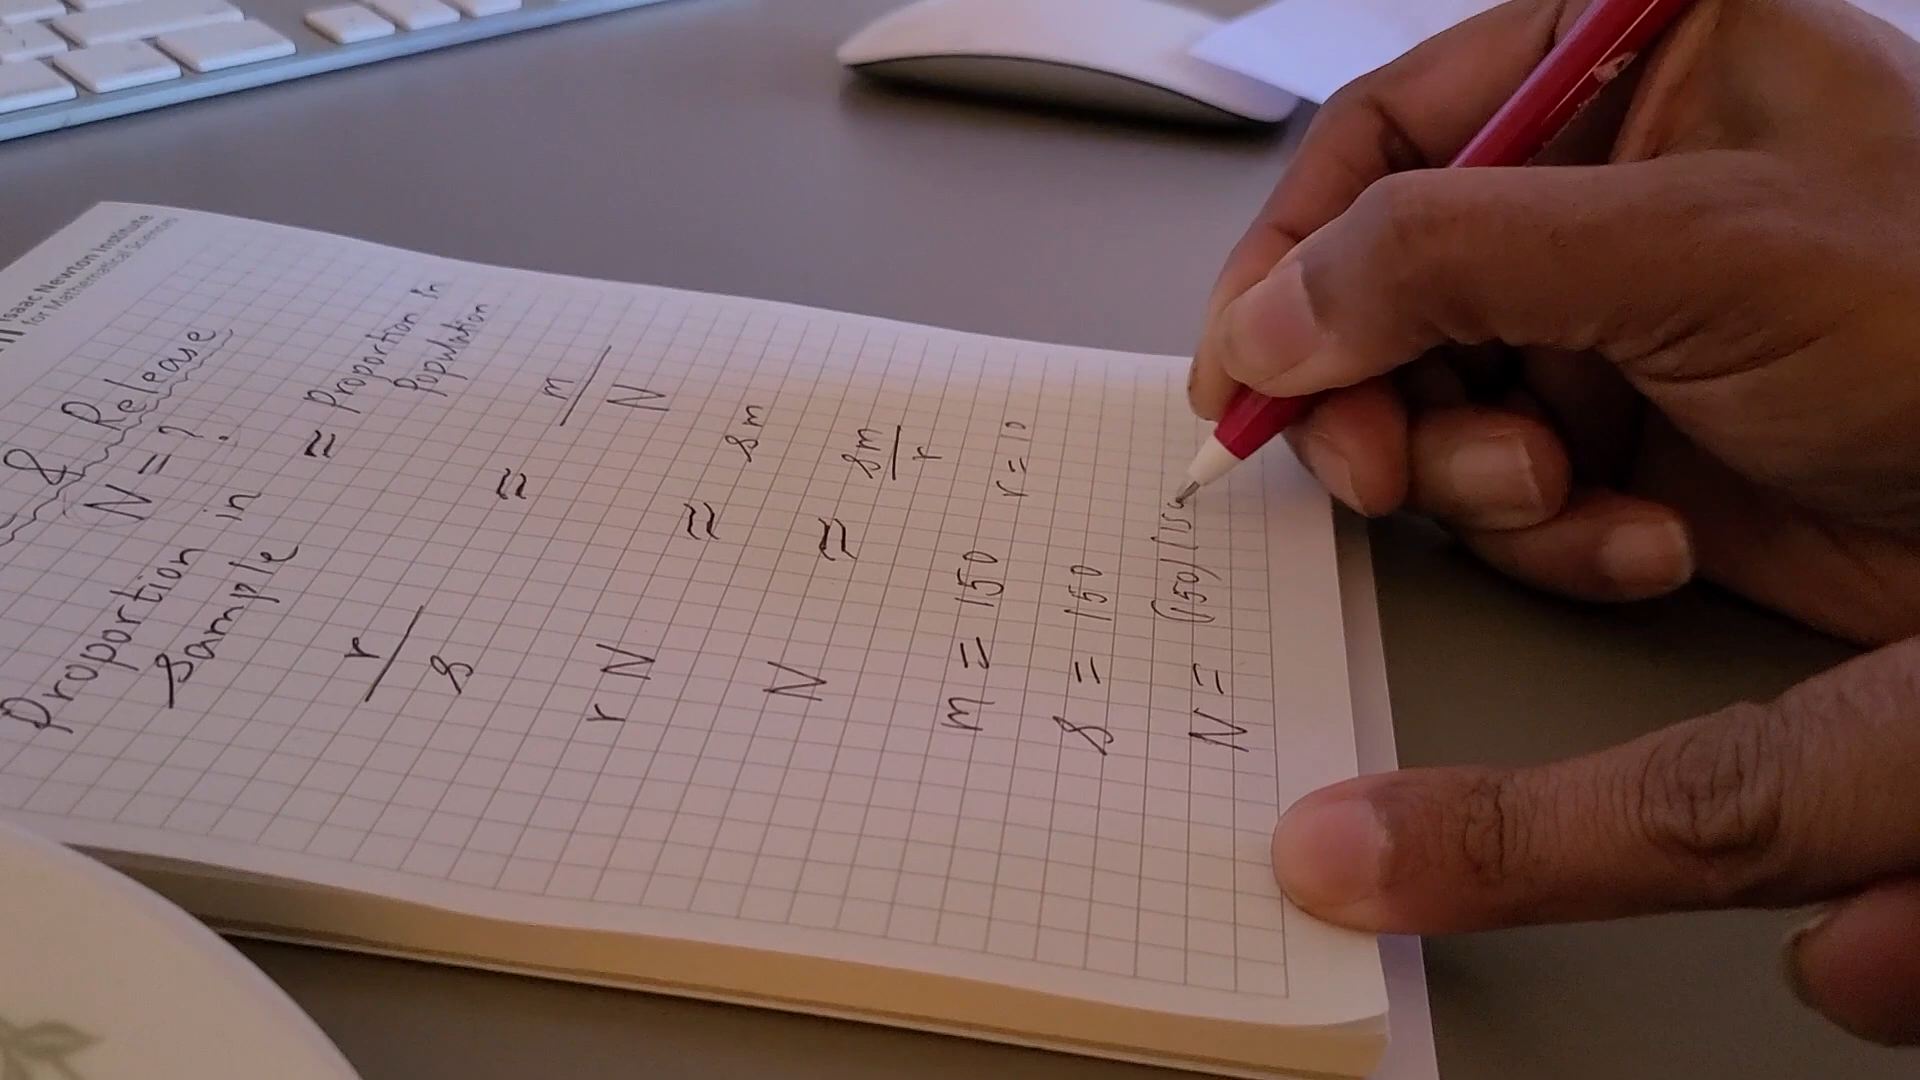 Isaac Newton Institute
for Mathematical Sciences
& Release
N = ?
Proportion in sample ≈ Proportion in Population
r/s ≈ m/N
rN ≈ sm
N ≈ sm/r
m = 150 r = 10
s = 150
N = (150)(150